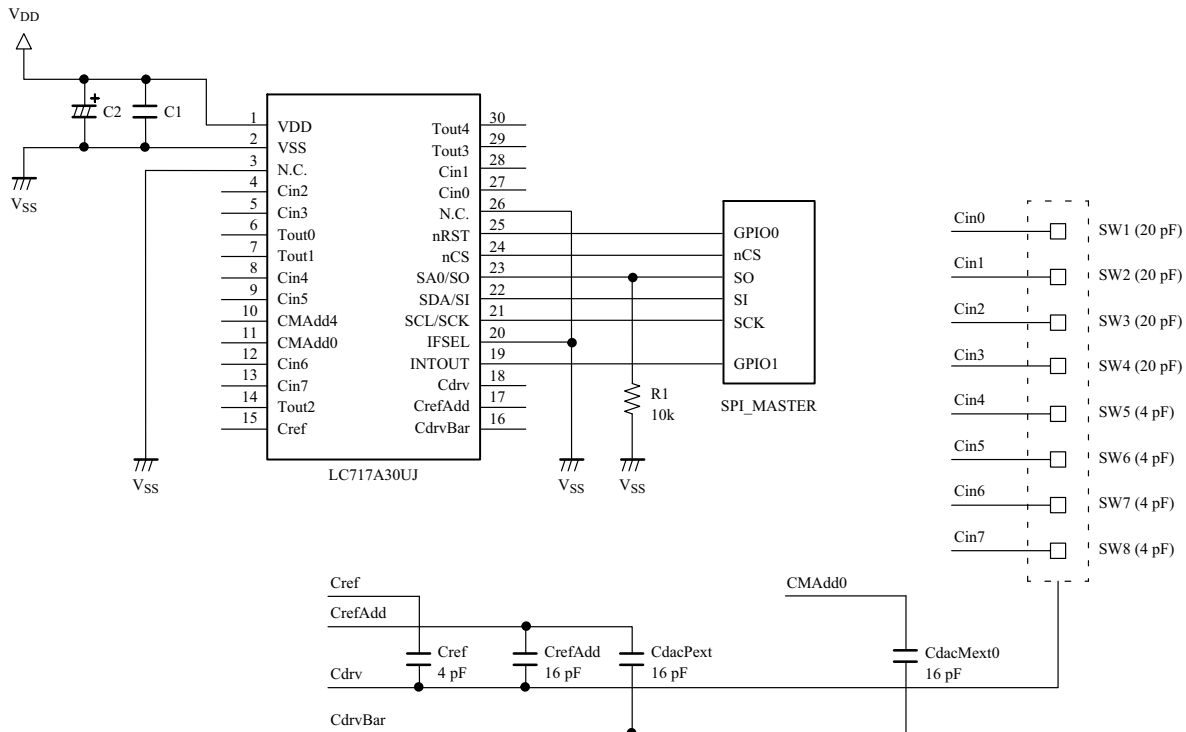 VDD
+
C2
C1
VSS
1
VDD
2
VSS
3
N.C.
4
Cin2
5
Cin3
6
Tout0
7
Tout1
8
Cin4
9
Cin5
10
CMAdd4
11
CMAdd0
12
Cin6
13
Cin7
14
Tout2
15
Cref
30
Tout4
29
Tout3
28
Cin1
27
Cin0
26
N.C.
25
nRST
24
nCS
23
SA0/SO
22
SDA/SI
21
SCL/SCK
20
IFSEL
19
INTOUT
18
Cdrv
17
CrefAdd
16
CdrvBar
LC717A30UJ
VSS
VSS
VSS
R1
10k
GPIO0
nCS
SO
SI
SCK
GPIO1
SPI_MASTER
Cin0
SW1 (20 pF)
Cin1
SW2 (20 pF)
Cin2
SW3 (20 pF)
Cin3
SW4 (20 pF)
Cin4
SW5 (4 pF)
Cin5
SW6 (4 pF)
Cin6
SW7 (4 pF)
Cin7
SW8 (4 pF)
Cref
CrefAdd
Cref
4 pF
CrefAdd
16 pF
CdacPext
16 pF
CMAdd0
CdacMext0
16 pF
Cdrv
CdrvBar